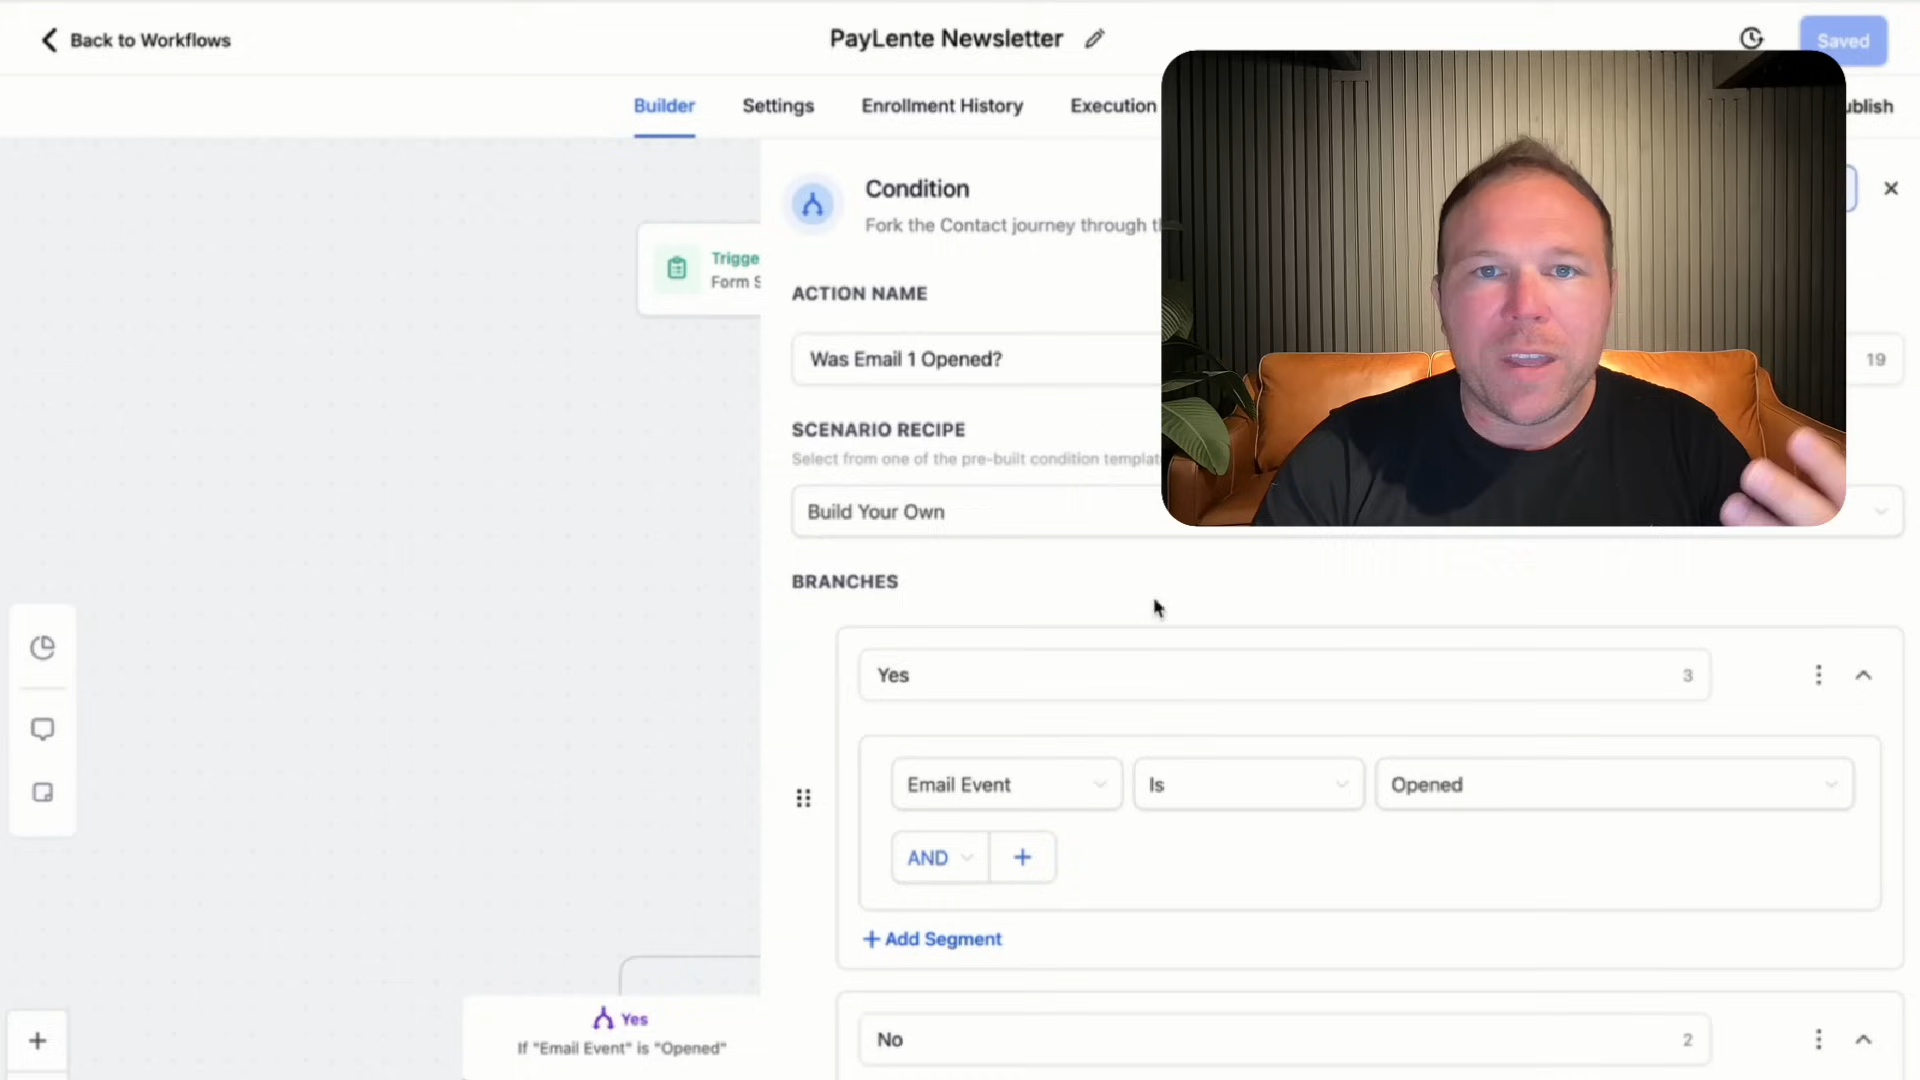 Back to Workflows
PayLente Newsletter
Saved
Builder
Settings
Enrollment History
Execution
ublish
Condition
Fork the Contact journey through
Trigge
Form S
ACTION NAME
Was Email 1 Opened?
19
SCENARIO RECIPE
Select from one of the pre-built condition templat
Build Your Own
BRANCHES
Yes
3
Email Event
Is
Opened
AND
+ Add Segment
Yes
If "Email Event" is "Opened"
No
2